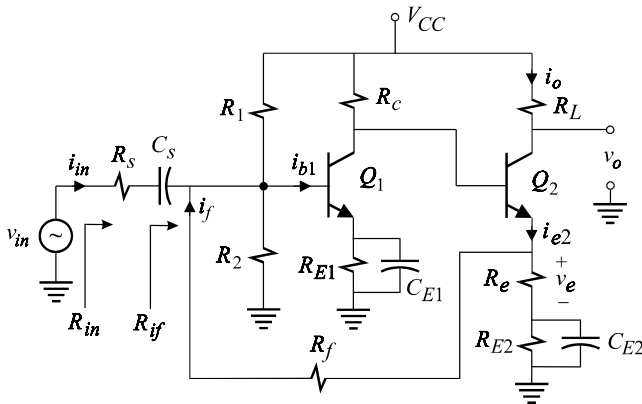 V_CC
i_o
R_1
R_c
R_L
C_s
R_s
i_in
i_b1
Q_1
Q_2
v_o
i_f
v_in
~
R_2
i_e2
R_E1
C_E1
R_e
+
v_e
−
R_in
R_if
R_f
R_E2
C_E2